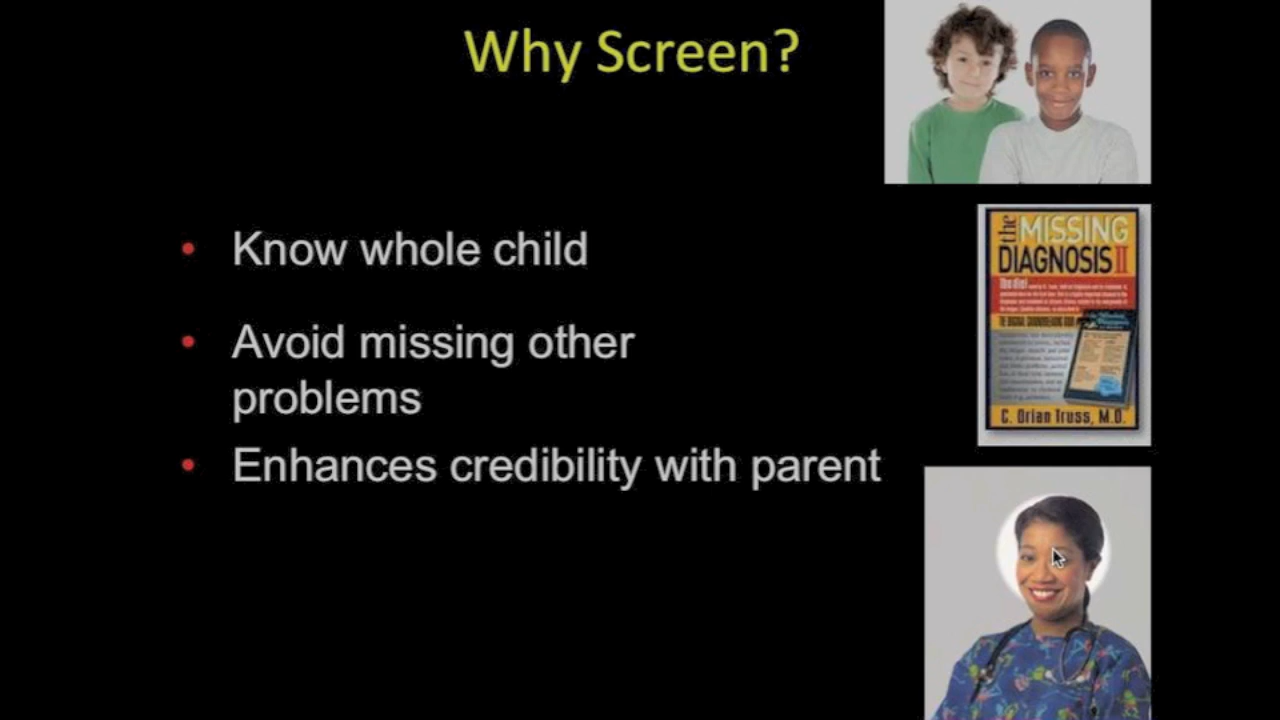 Why Screen?
• Know whole child
• Avoid missing other
problems
• Enhances credibility with parent
the MISSING
DIAGNOSIS II
C. Orian Truss, M.D.